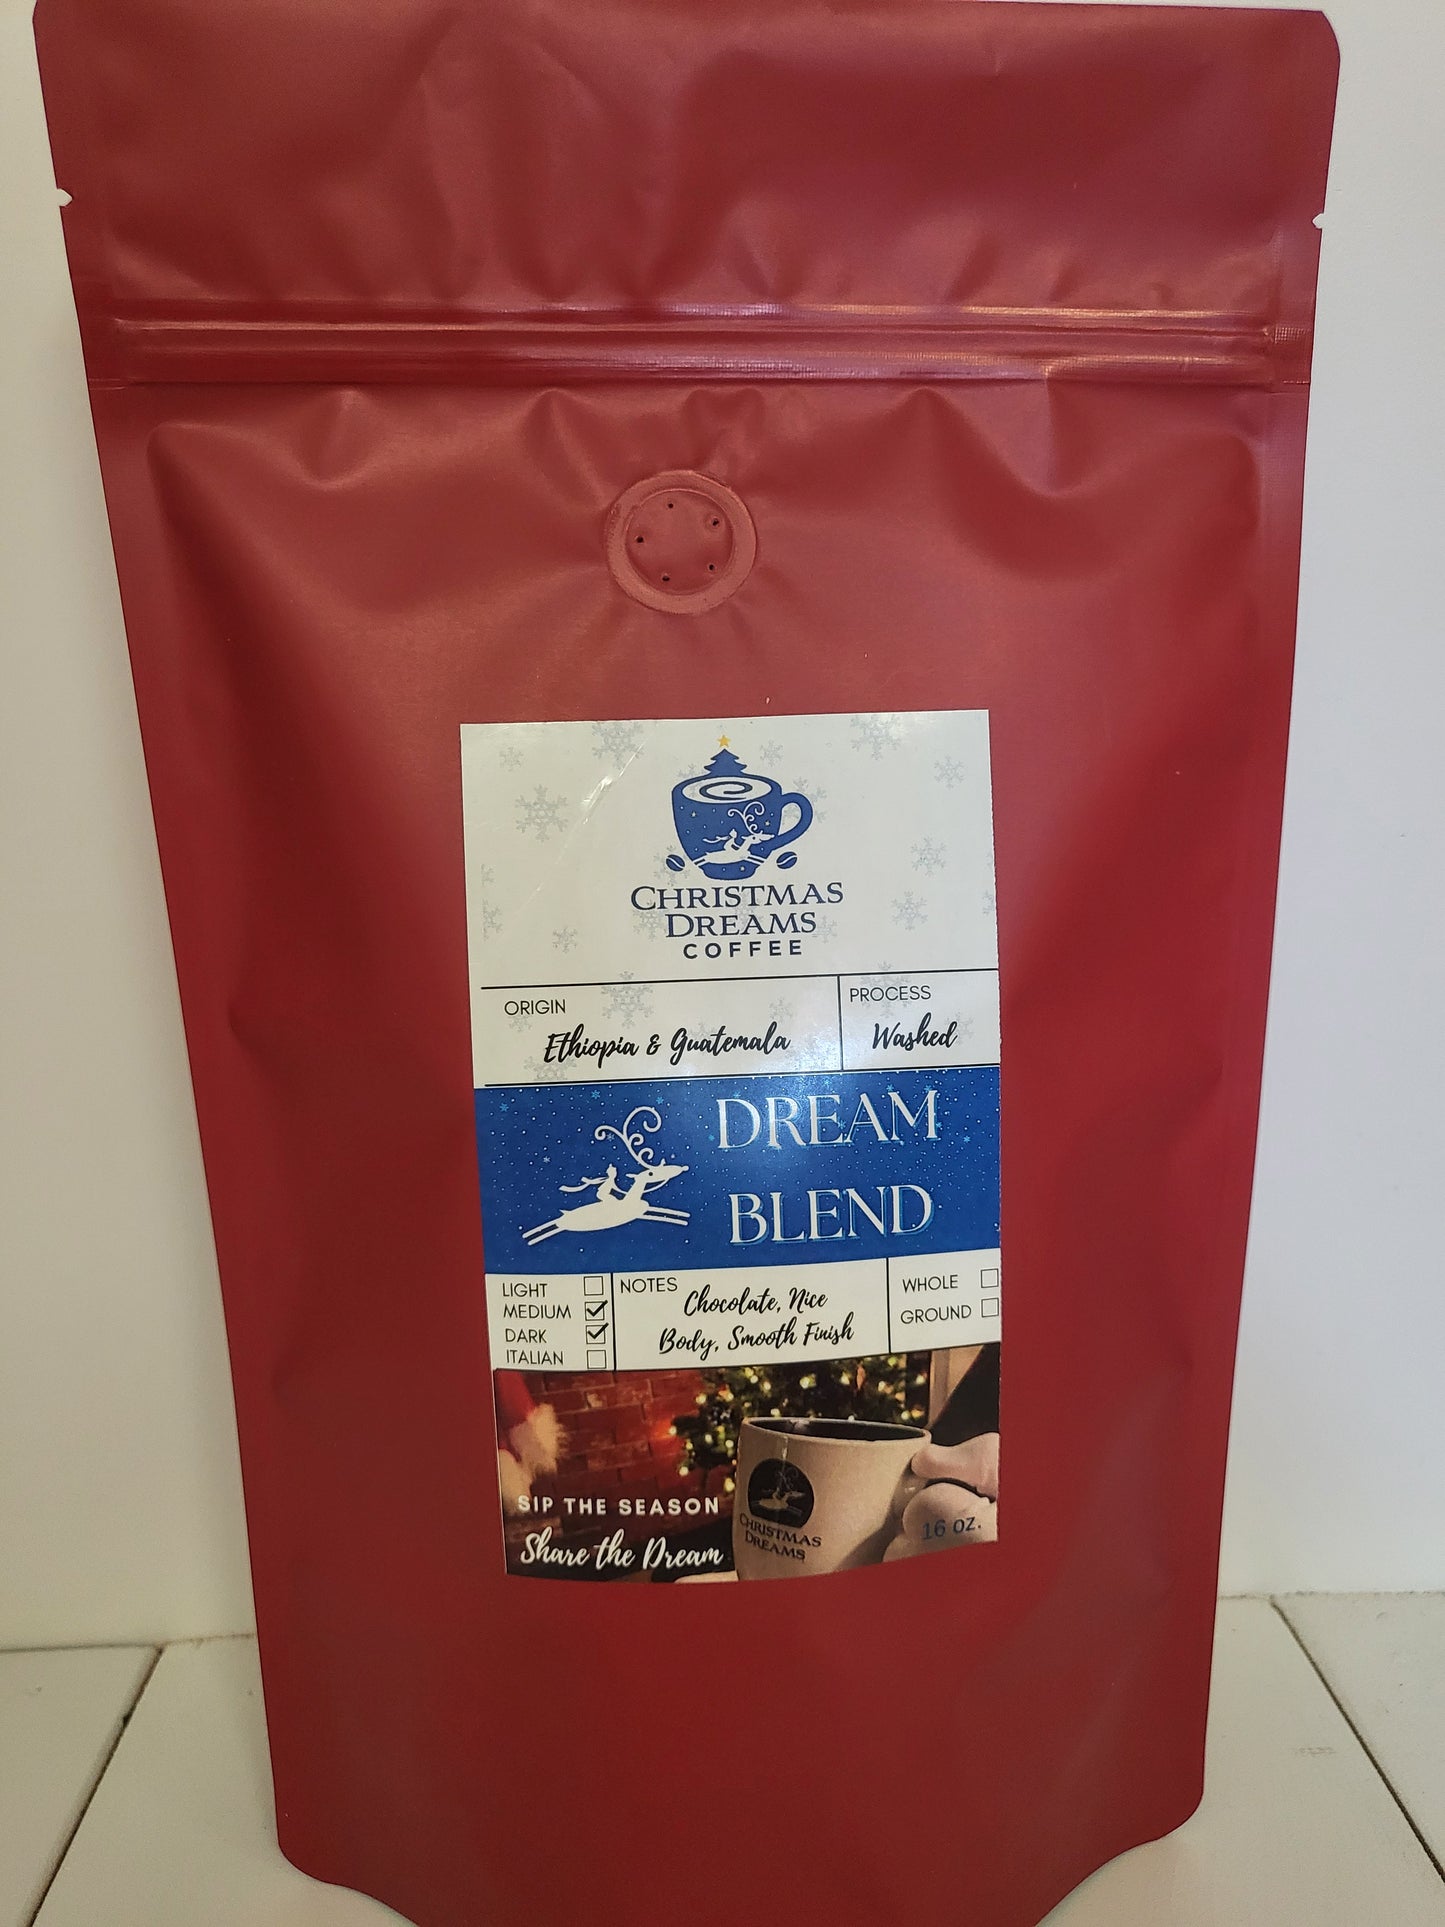 CHRISTMAS
DREAMS
COFFEE
ORIGIN
Ethiopia & Guatemala
PROCESS
Washed
DREAM
BLEND
LIGHT
MEDIUM
DARK
ITALIAN
NOTES
Chocolate, Nice
Body, Smooth Finish
WHOLE
GROUND
SIP THE SEASON
Share the Dream
CHRISTMAS
DREAMS
16 oz.